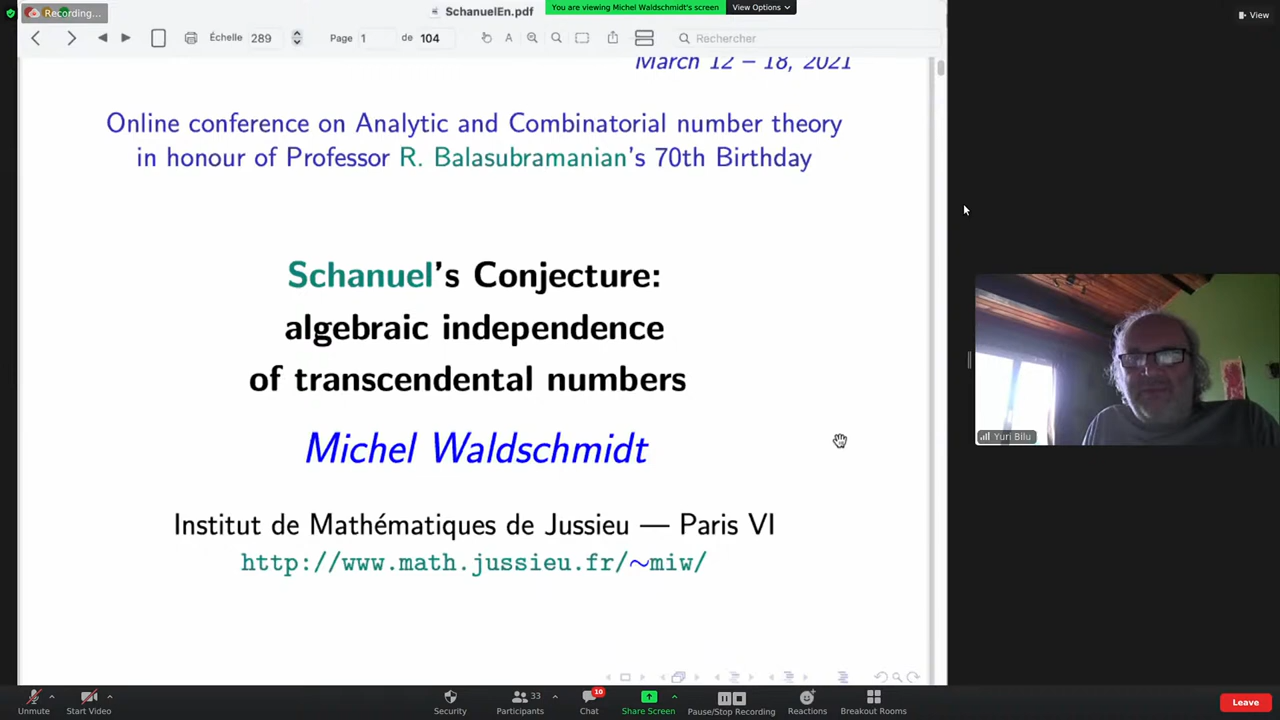 Recording...
SchanuelEn.pdf
You are viewing Michel Waldschmidt's screen
View Options
View
Échelle 289
Page 1 de 104
Rechercher
March 12 – 18, 2021
Online conference on Analytic and Combinatorial number theory
in honour of Professor R. Balasubramanian's 70th Birthday
Schanuel's Conjecture:
algebraic independence
of transcendental numbers
Michel Waldschmidt
Institut de Mathématiques de Jussieu — Paris VI
http://www.math.jussieu.fr/~miw/
Yuri Bilu
Unmute
Start Video
Security
Participants 33
Chat 10
Share Screen
Pause/Stop Recording
Reactions
Breakout Rooms
Leave